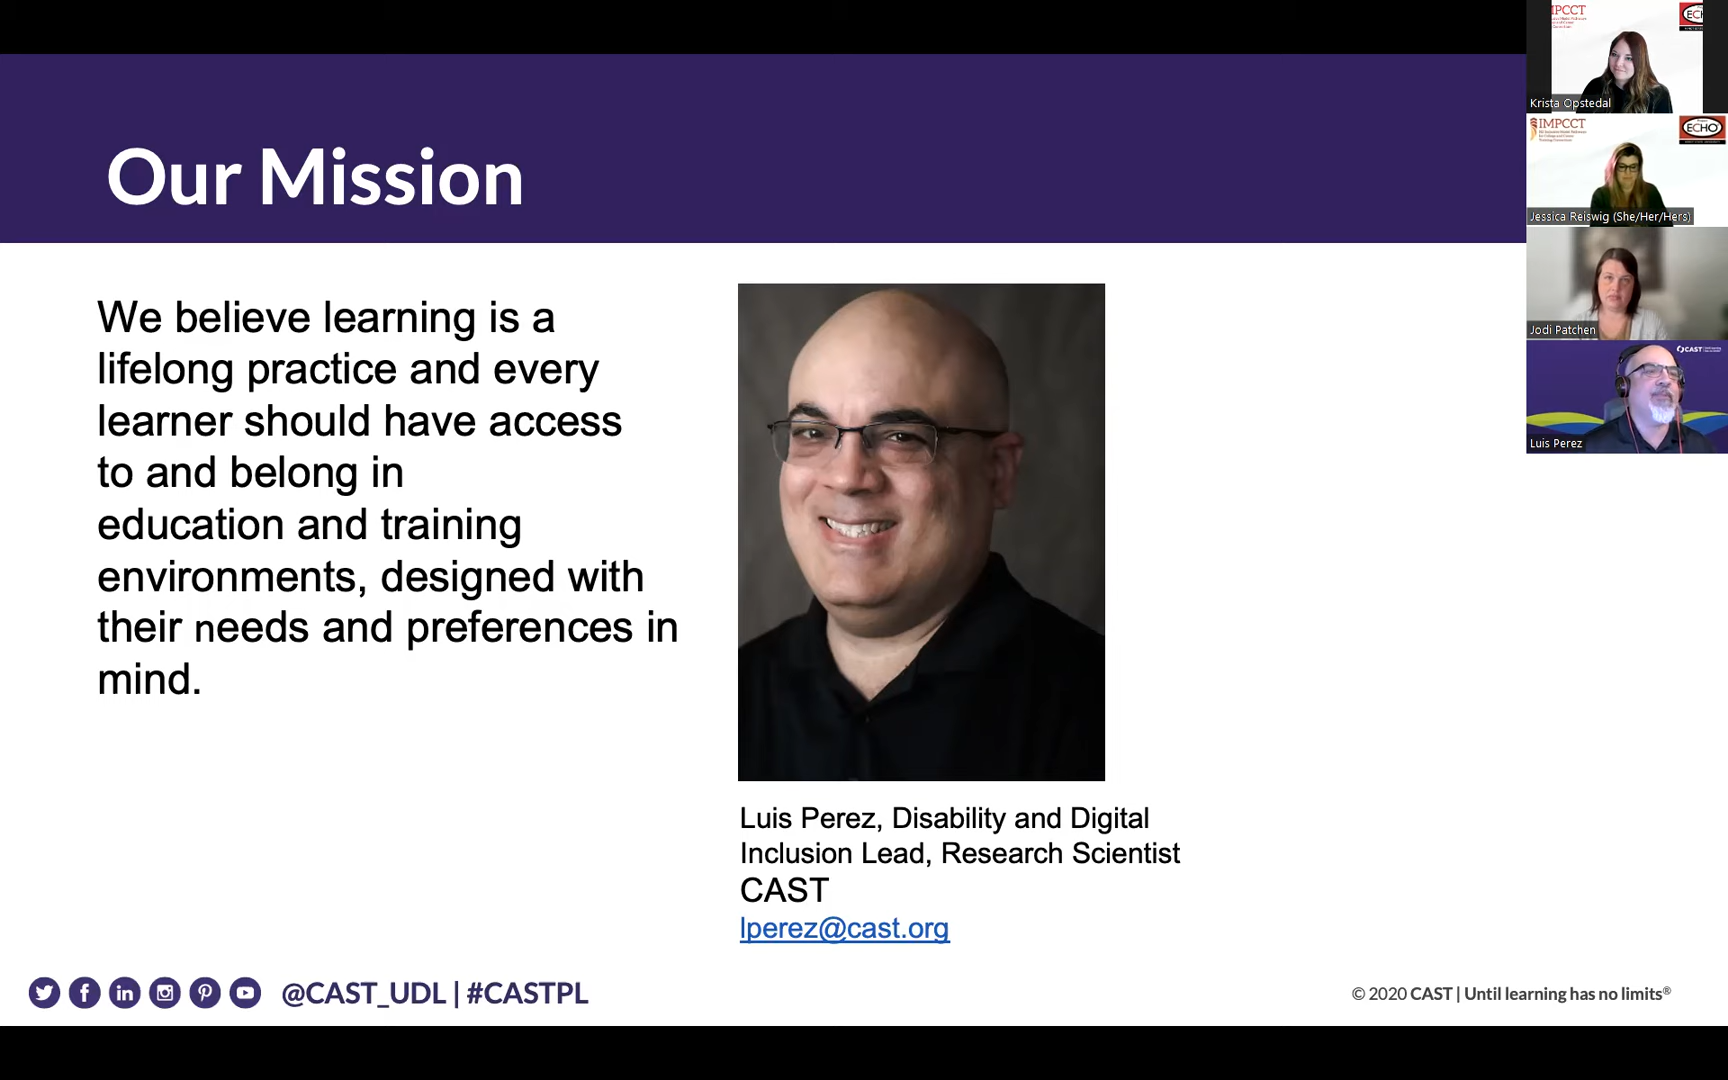 Our Mission
We believe learning is a
lifelong practice and every
learner should have access
to and belong in
education and training
environments, designed with
their needs and preferences in
mind.
Luis Perez, Disability and Digital
Inclusion Lead, Research Scientist
CAST
lperez@cast.org
@CAST_UDL | #CASTPL
© 2020 CAST | Until learning has no limits®
Krista Opstedal
IMPCCT
ECHO
Jessica Reiswig (She/Her/Hers)
Jodi Patchen
CAST
Luis Perez